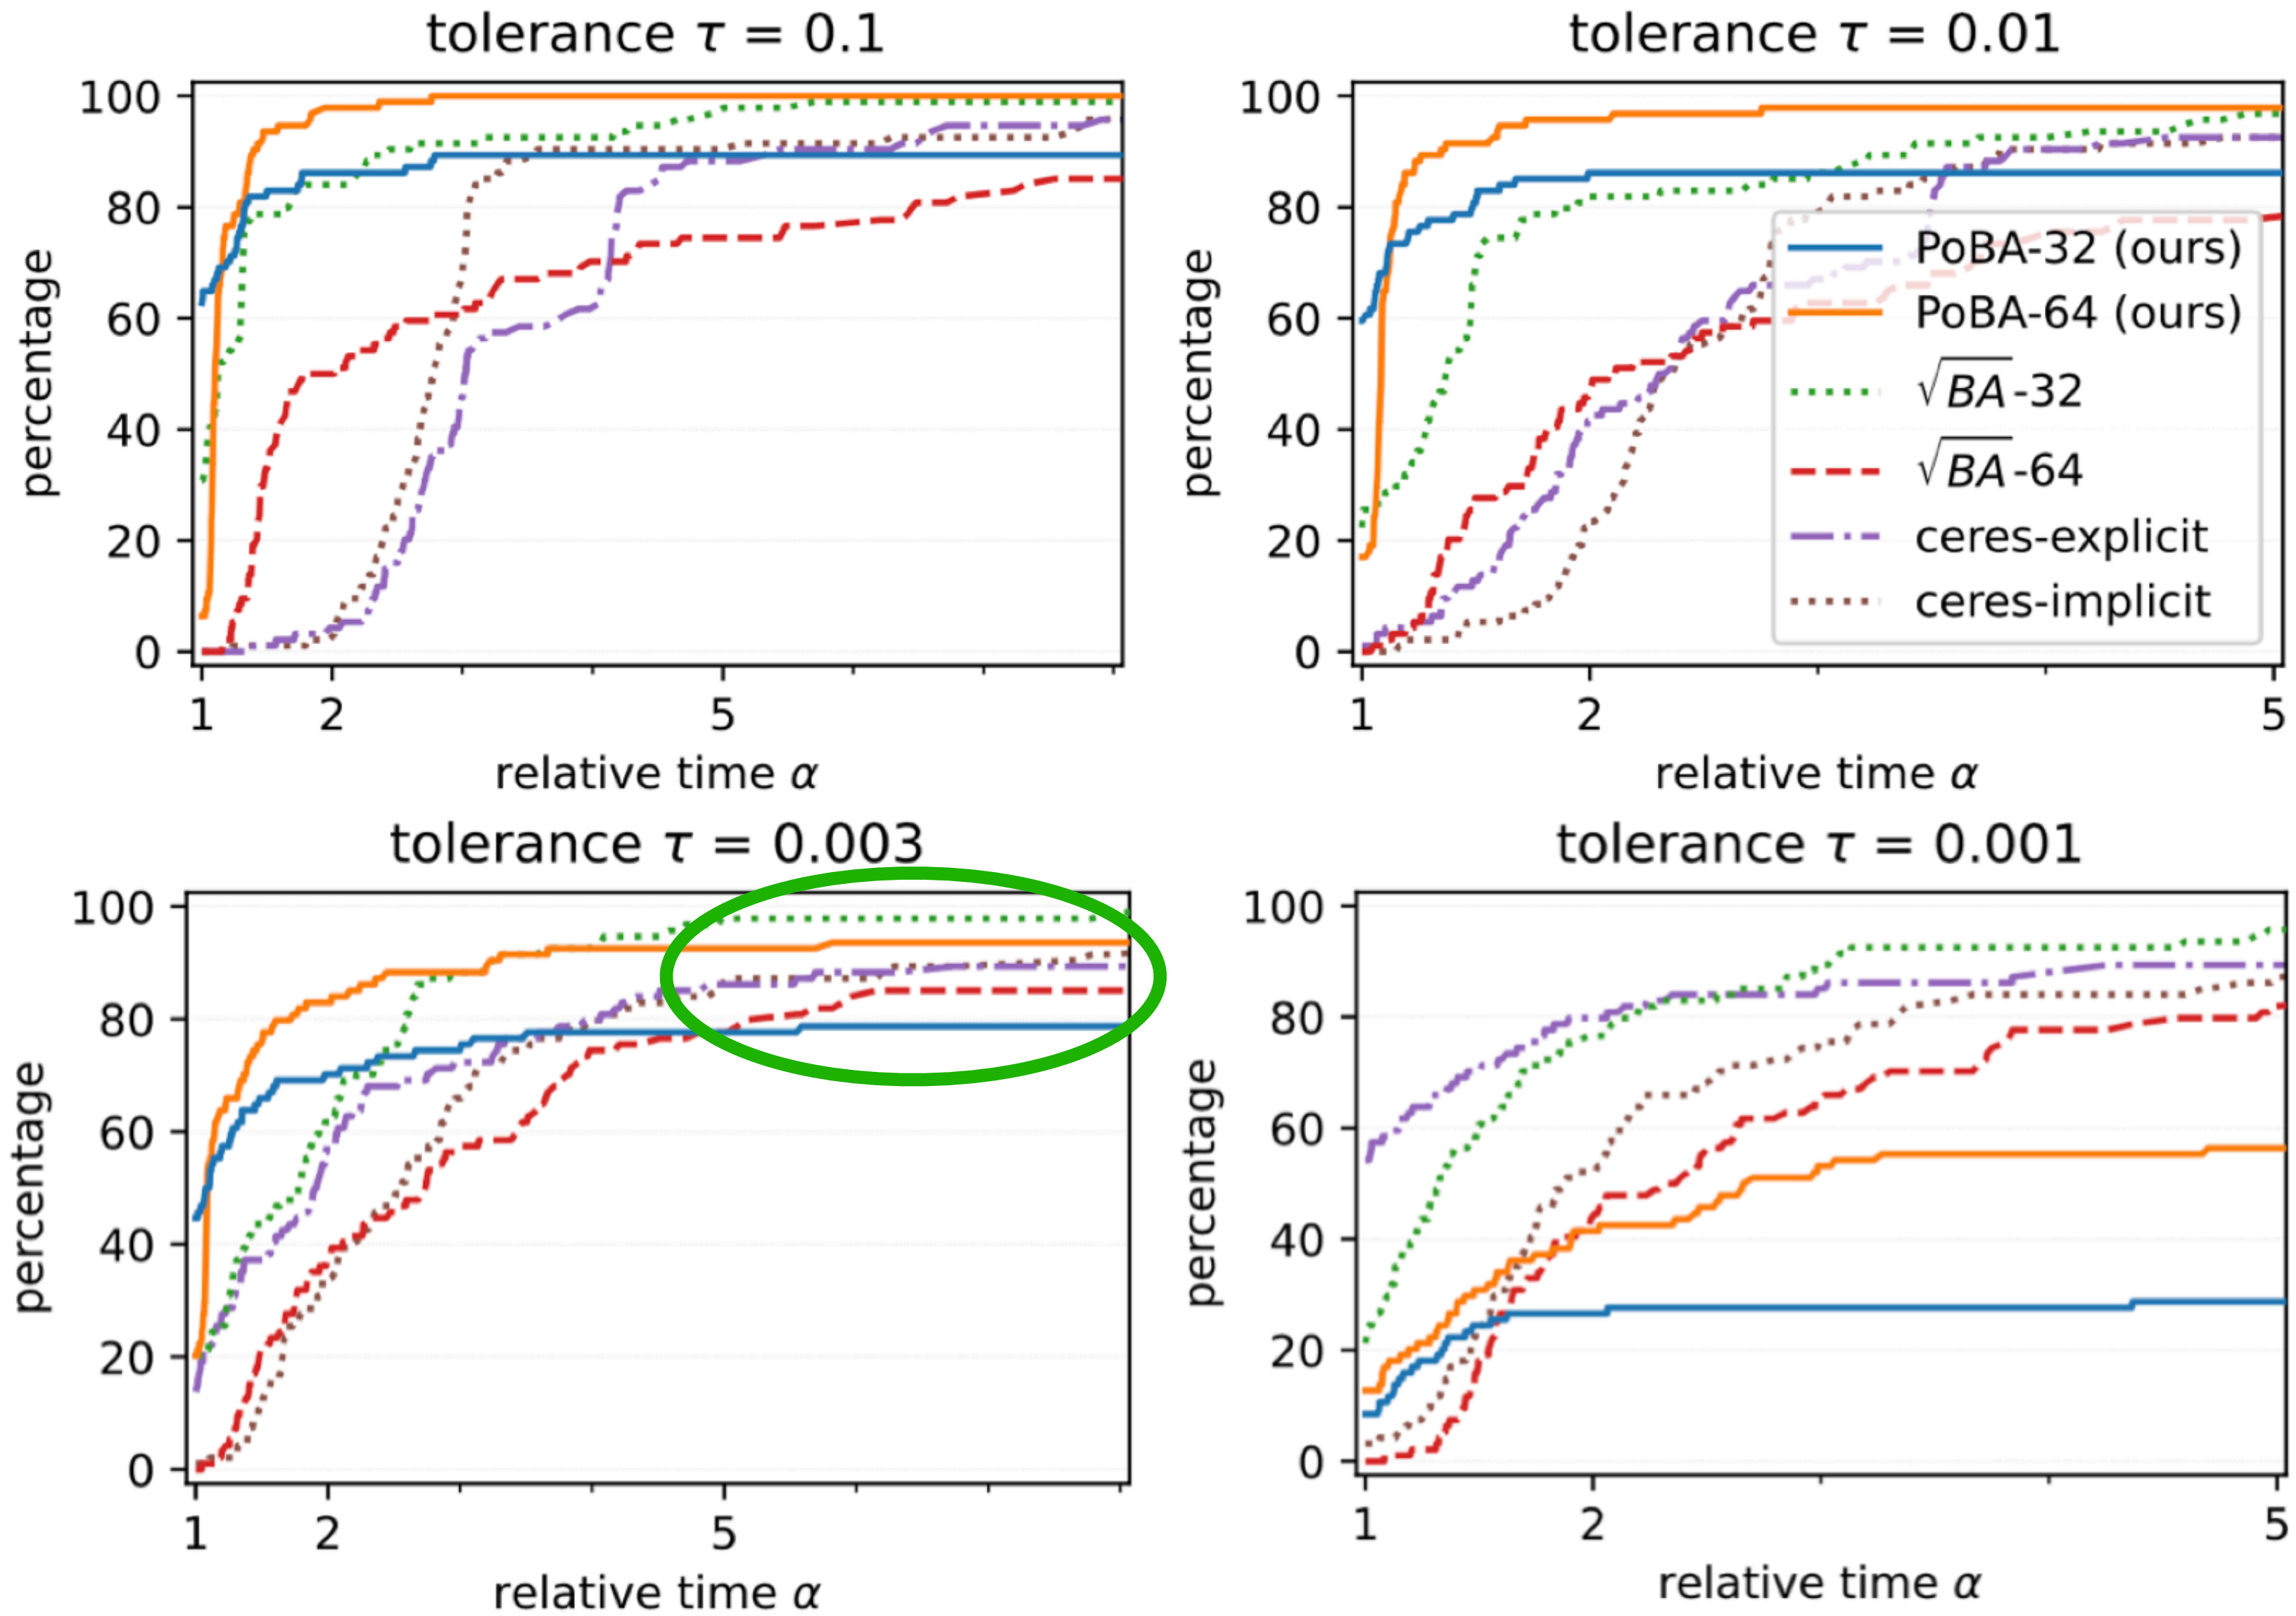 tolerance τ = 0.1
100
80
60
40
20
0
percentage
1 2 5
relative time α
tolerance τ = 0.01
100
80
60
40
20
0
percentage
PoBA-32 (ours)
PoBA-64 (ours)
√BA-32
√BA-64
ceres-explicit
ceres-implicit
1 2 5
relative time α
tolerance τ = 0.003
100
80
60
40
20
0
percentage
1 2 5
relative time α
tolerance τ = 0.001
100
80
60
40
20
0
percentage
1 2 5
relative time α